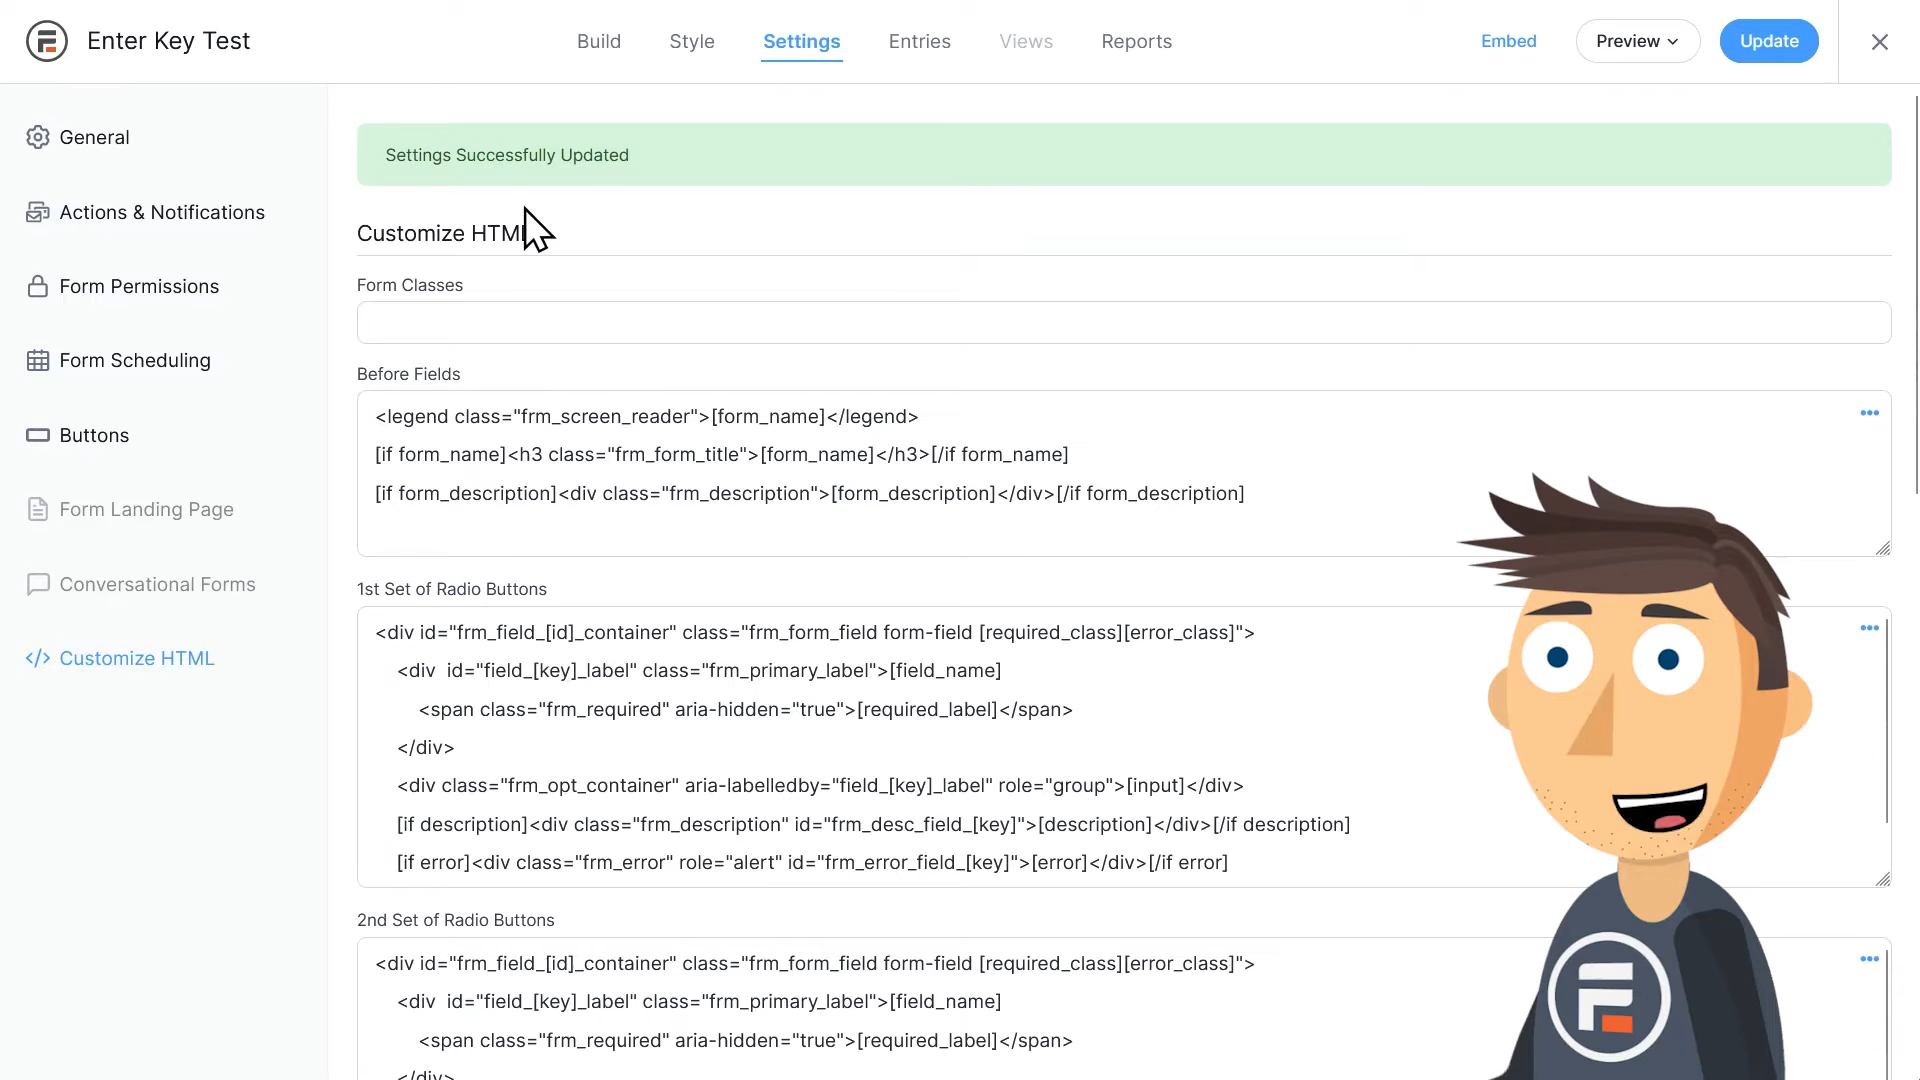 Enter Key Test
Build
Style
Settings
Entries
Views
Reports
Embed
Preview
Update
General
Actions & Notifications
Form Permissions
Form Scheduling
Buttons
Form Landing Page
Conversational Forms
</> Customize HTML
Settings Successfully Updated
Customize HTML
Form Classes
Before Fields
<legend class="frm_screen_reader">[form_name]</legend>
[if form_name]<h3 class="frm_form_title">[form_name]</h3>[/if form_name]
[if form_description]<div class="frm_description">[form_description]</div>[/if form_description]
1st Set of Radio Buttons
<div id="frm_field_[id]_container" class="frm_form_field form-field [required_class][error_class]">
<div  id="field_[key]_label" class="frm_primary_label">[field_name]
<span class="frm_required" aria-hidden="true">[required_label]</span>
</div>
<div class="frm_opt_container" aria-labelledby="field_[key]_label" role="group">[input]</div>
[if description]<div class="frm_description" id="frm_desc_field_[key]">[description]</div>[/if description]
[if error]<div class="frm_error" role="alert" id="frm_error_field_[key]">[error]</div>[/if error]
2nd Set of Radio Buttons
<div id="frm_field_[id]_container" class="frm_form_field form-field [required_class][error_class]">
<div  id="field_[key]_label" class="frm_primary_label">[field_name]
<span class="frm_required" aria-hidden="true">[required_label]</span>
</div>